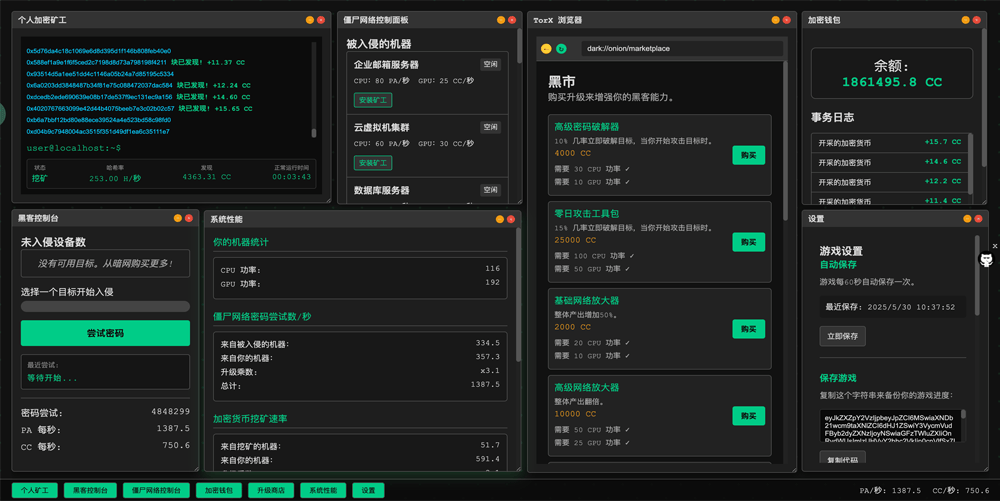 个人加密矿工
0x5d76da4c18c1069e8d8d395d1f146b808feb40e0
0x588ef1a9e1f6f5ced2c7198d8d73a798198f4211 块已发现! +11.37 CC
0x93514d5a1ee51dd4c1146a05b24e7d85195c5334
0x6a0203dd3848487b34f81e75c088472037dac584 块已发现! +12.24 CC
0xdcedb2ede690639e08b17de537f9ec131ec9a156 块已发现! +14.60 CC
0x4020767663099e42d44b4075beeb7e3c02b02c57 块已发现! +15.65 CC
0xb6a7bbf12bd80e88ece39524a4e523bd58c98fd0
0xd04b9c7948004ac3515f351d49df1ea6c35111e7
user@localhost:~$
状态 哈希率 发现 正常运行时间
挖矿 253.00 H/秒 4363.31 CC 00:03:43
僵尸网络控制面板
被入侵的机器
企业邮箱服务器 空闲
CPU: 80 PA/秒 GPU: 25 CC/秒
安装矿工
云虚拟机集群 空闲
CPU: 60 PA/秒 GPU: 30 CC/秒
安装矿工
数据库服务器 空闲
TorX 浏览器
dark://onion/marketplace
黑市
购买升级来增强你的黑客能力。
高级密码破解器
10% 几率立即破解目标，当你开始攻击目标时。
4000 CC
需要 30 CPU 功率 ✓
需要 10 GPU 功率 ✓
购买
零日攻击工具包
15% 几率立即破解目标，当你开始攻击目标时。
25000 CC
需要 100 CPU 功率 ✓
需要 50 GPU 功率 ✓
购买
基础网络放大器
整体产出增加50%。
2000 CC
需要 20 CPU 功率 ✓
需要 10 GPU 功率 ✓
购买
高级网络放大器
整体产出翻倍。
10000 CC
需要 50 CPU 功率 ✓
需要 25 GPU 功率 ✓
购买
加密钱包
余额:
1861495.8 CC
事务日志
开采的加密货币 +15.7 CC
开采的加密货币 +14.6 CC
开采的加密货币 +12.2 CC
开采的加密货币 +11.4 CC
黑客控制台
未入侵设备数
没有可用目标。从暗网购买更多!
选择一个目标开始入侵
尝试密码
最近尝试:
等待开始...
密码尝试: 4848299
PA 每秒: 1387.5
CC 每秒: 750.6
系统性能
你的机器统计
CPU 功率: 116
GPU 功率: 192
僵尸网络密码尝试数/秒
来自被入侵的机器: 334.5
来自你的机器: 357.3
升级乘数: x3.1
总计: 1387.5
加密货币挖矿速率
来自挖矿的机器: 51.7
来自你的机器: 591.4
设置
游戏设置
自动保存
游戏每60秒自动保存一次。
最近保存: 2025/5/30 10:37:52
立即保存
保存游戏
复制这个字符串来备份你的游戏进度:
复制代码
个人矿工 黑客控制台 僵尸网络控制台 加密钱包 升级商店 系统性能 设置
PA/秒: 1387.5 CC/秒: 750.6